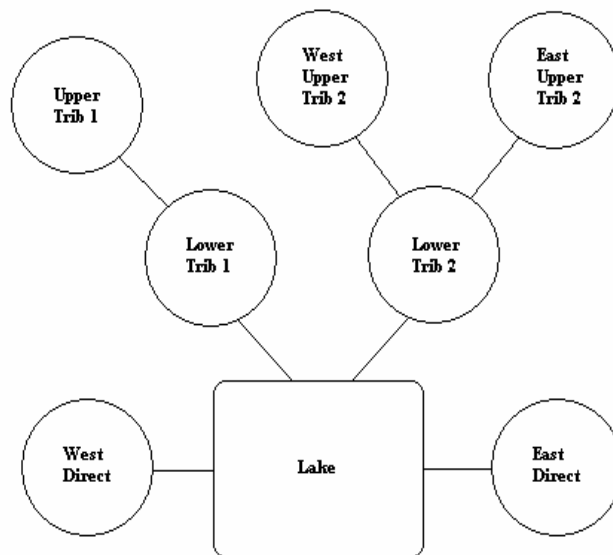 Upper
Trib 1
West
Upper
Trib 2
East
Upper
Trib 2
Lower
Trib 1
Lower
Trib 2
West
Direct
Lake
East
Direct